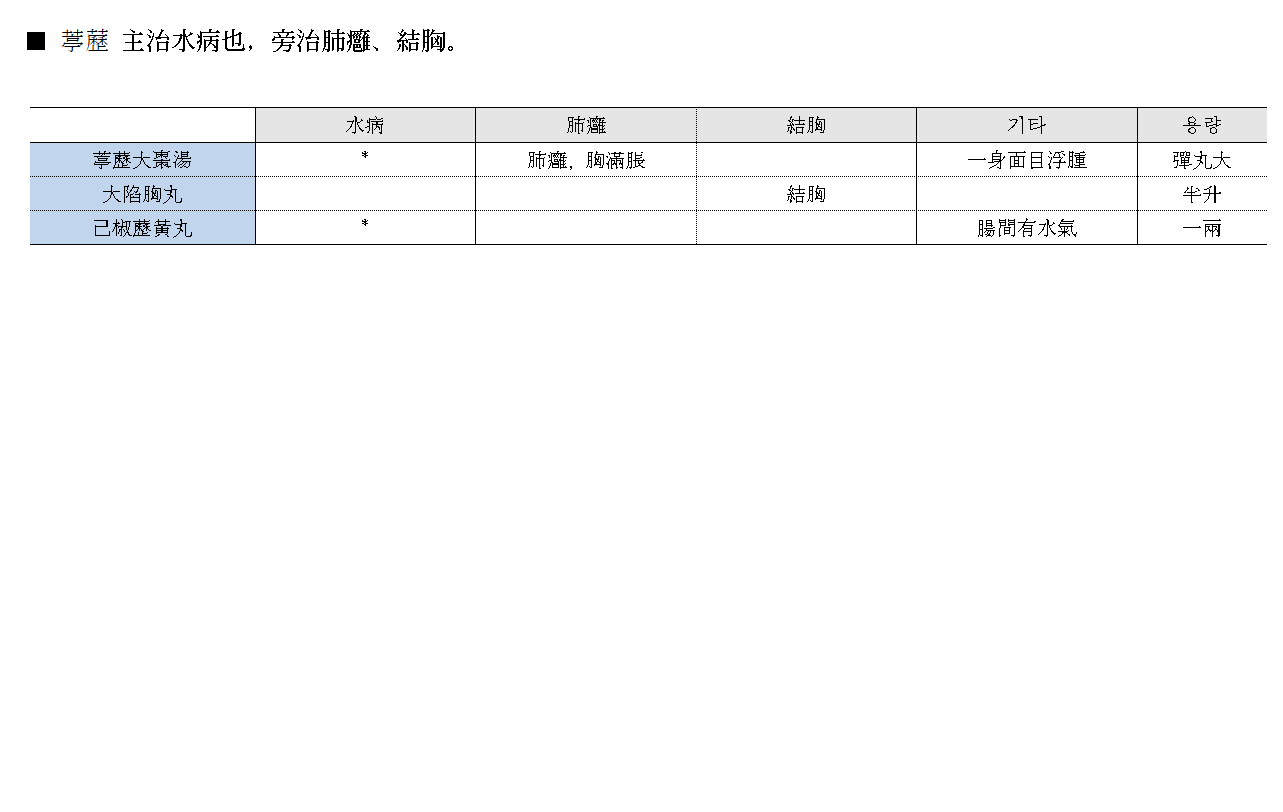 ■ 葶藶 主治水病也，旁治肺癰、結胸。
水病 肺癰 結胸 기타 용량
葶藶大棗湯 * 肺癰，胸滿脹 一身面目浮腫 彈丸大
大陷胸丸 結胸 半升
己椒藶黃丸 * 腸間有水氣 一兩